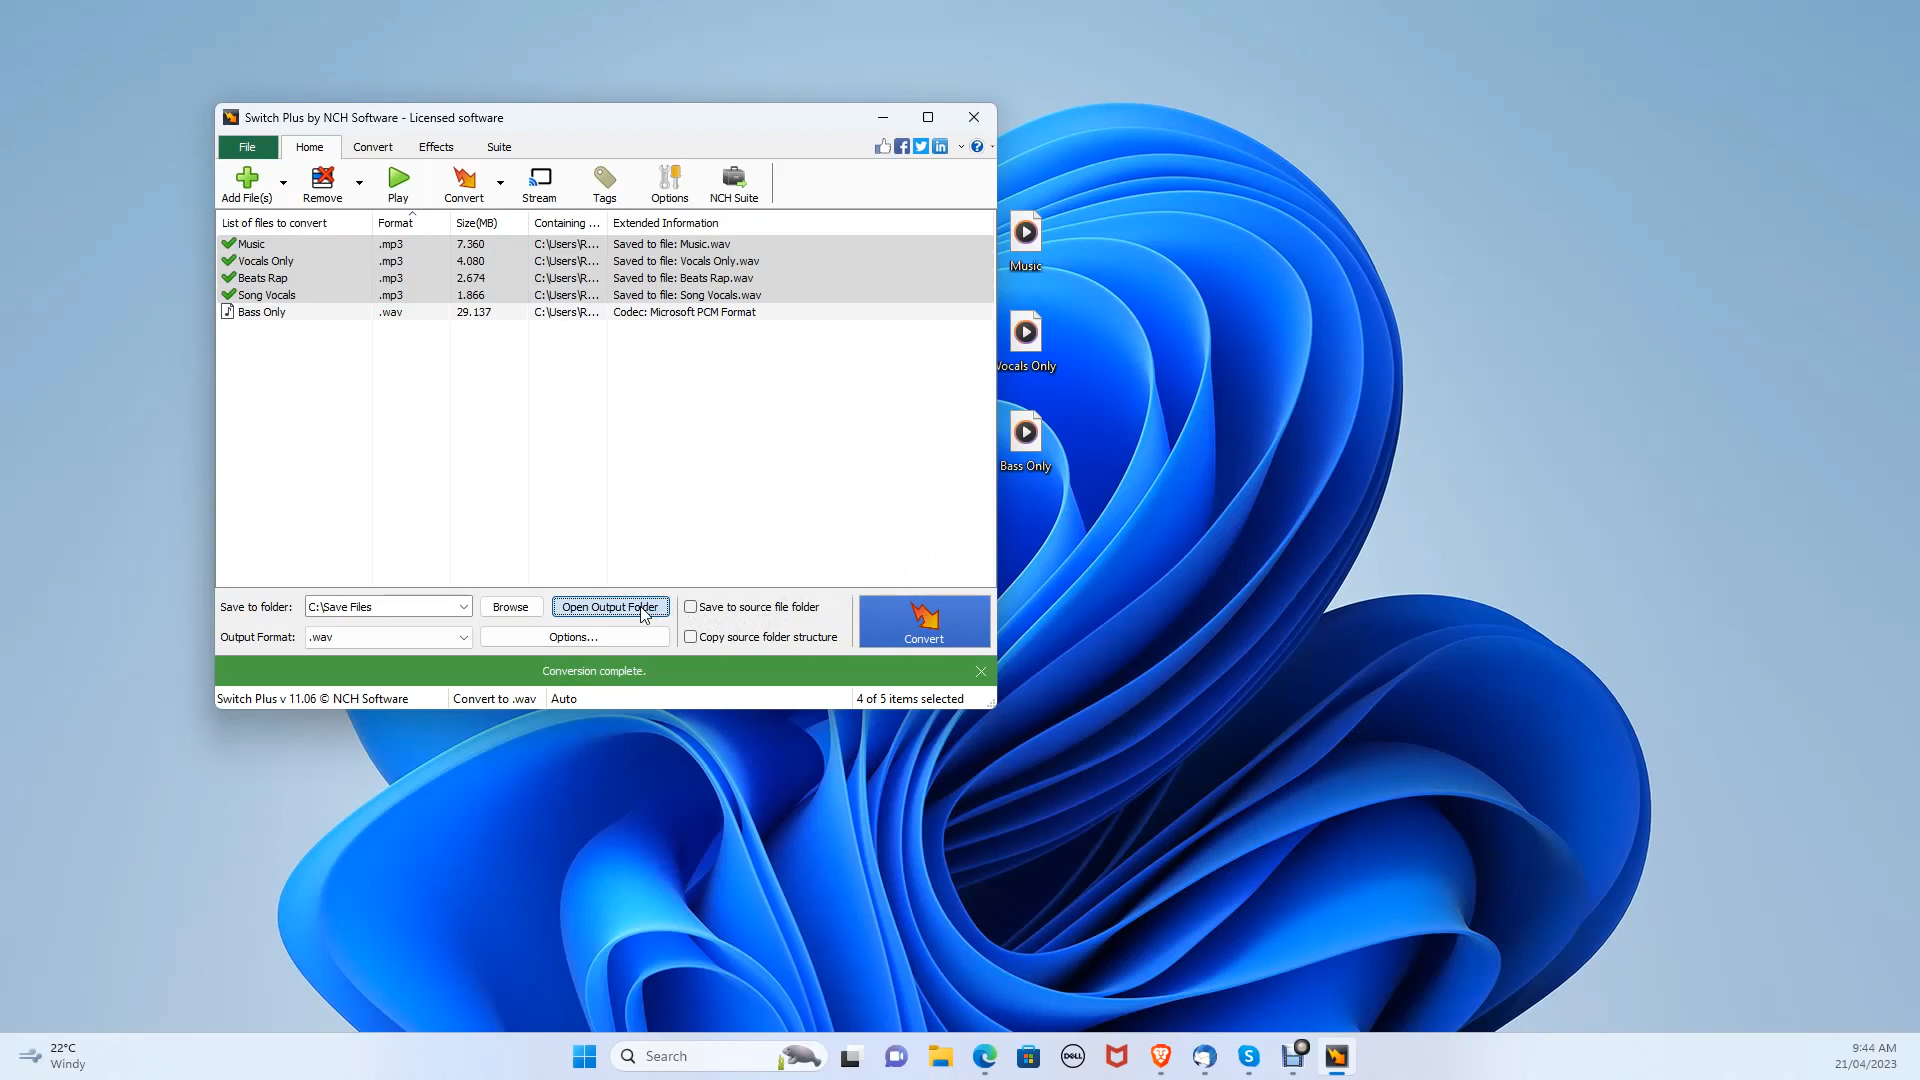 Switch Plus by NCH Software - Licensed software
File Home Convert Effects Suite
Add File(s) Remove Play Convert Stream Tags Options NCH Suite
List of files to convert Format Size(MB) Containing ... Extended Information
Music .mp3 7.360 C:\Users\R... Saved to file: Music.wav
Vocals Only .mp3 4.080 C:\Users\R... Saved to file: Vocals Only.wav
Beats Rap .mp3 2.674 C:\Users\R... Saved to file: Beats Rap.wav
Song Vocals .mp3 1.866 C:\Users\R... Saved to file: Song Vocals.wav
Bass Only .wav 29.137 C:\Users\R... Codec: Microsoft PCM Format
Music
Vocals Only
Bass Only
Save to folder: C:\Save Files Browse Open Output Folder Save to source file folder
Output Format: .wav Options... Copy source folder structure
Convert
Conversion complete.
Switch Plus v 11.06 © NCH Software Convert to .wav Auto 4 of 5 items selected
22°C
Windy
Search
DELL
9:44 AM
21/04/2023